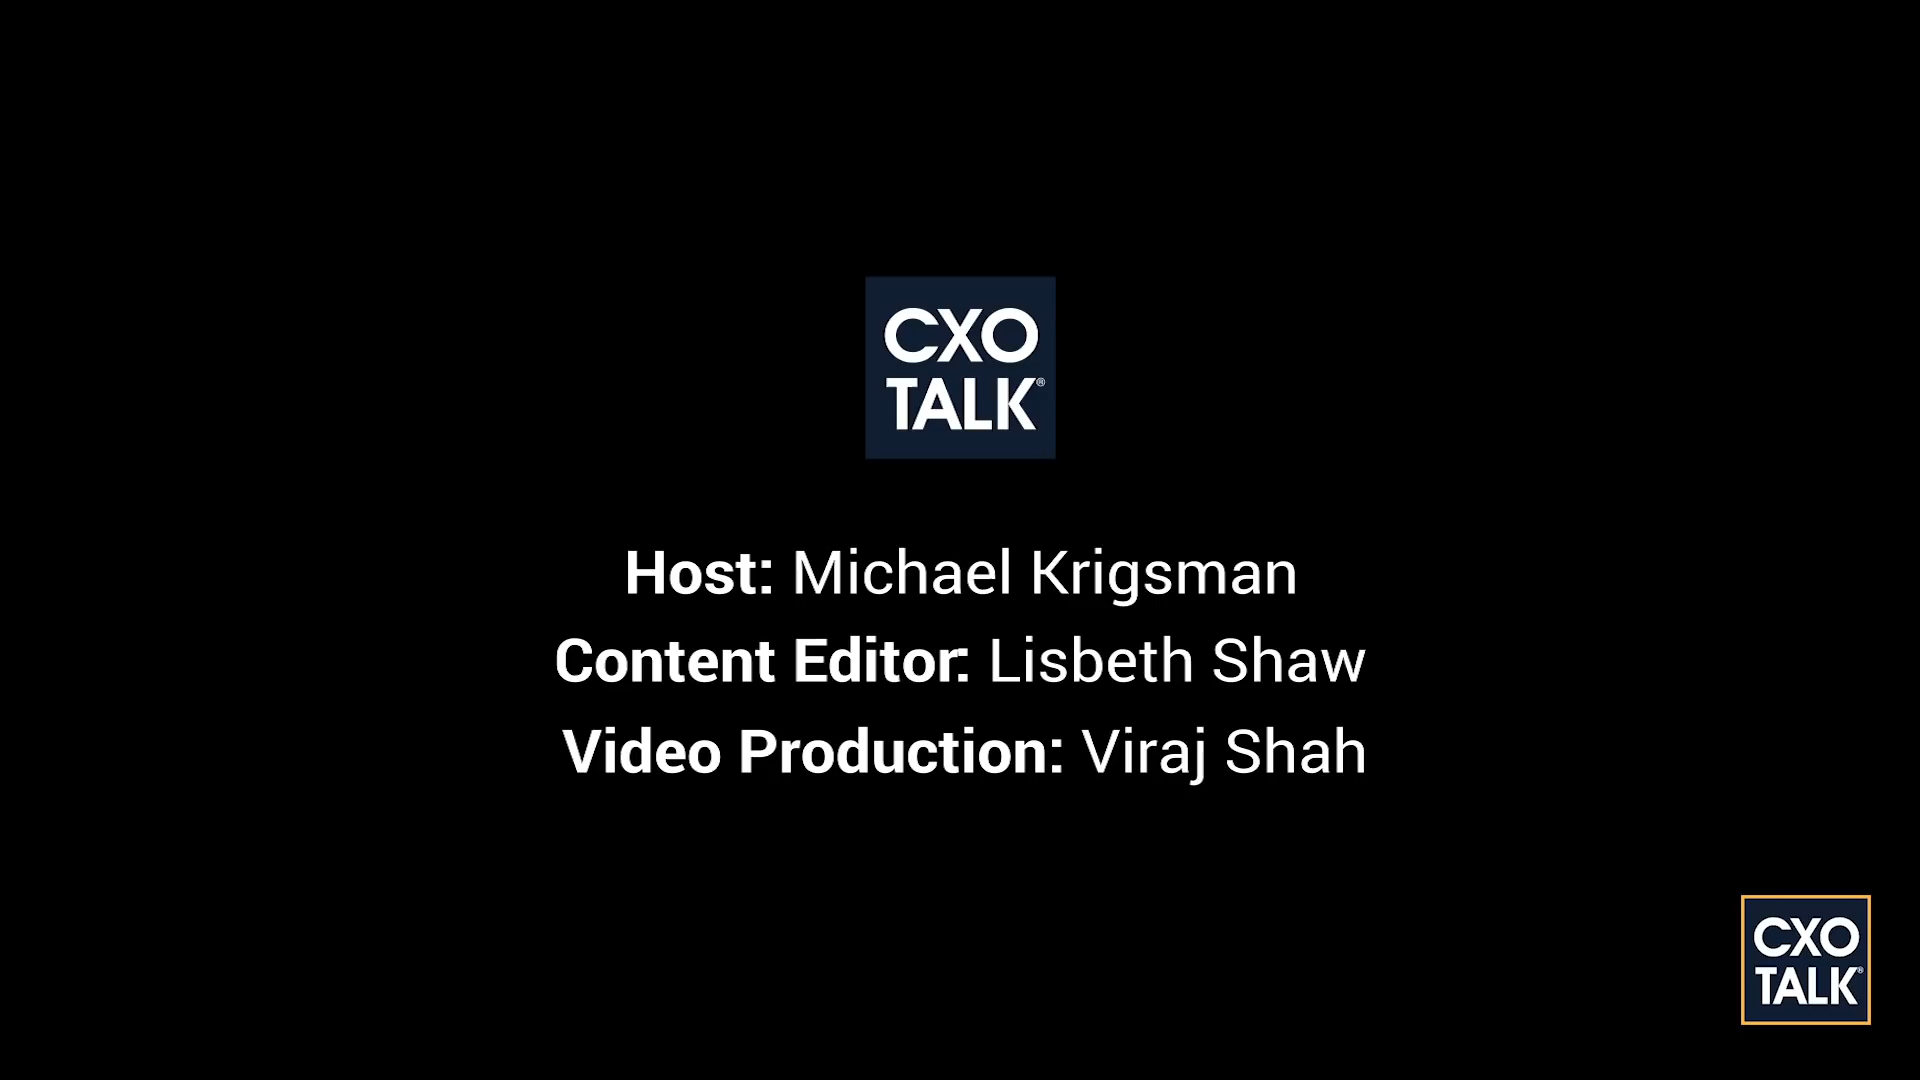 CXO
TALK®
Host: Michael Krigsman
Content Editor: Lisbeth Shaw
Video Production: Viraj Shah
CXO
TALK®